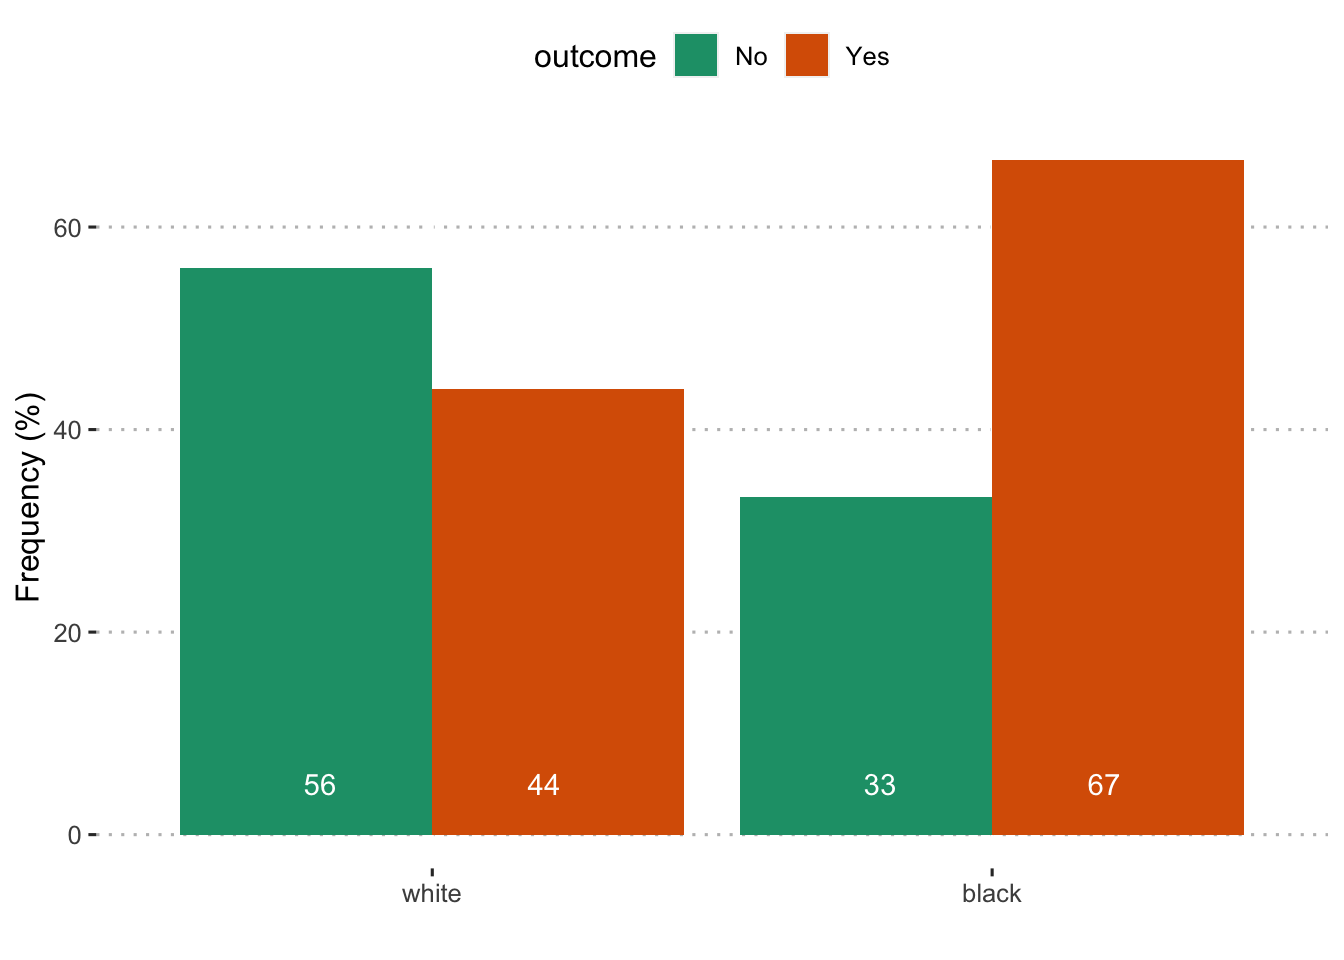 outcome No Yes
60
40
20
0
Frequency (%)
56 44 33 67
white black